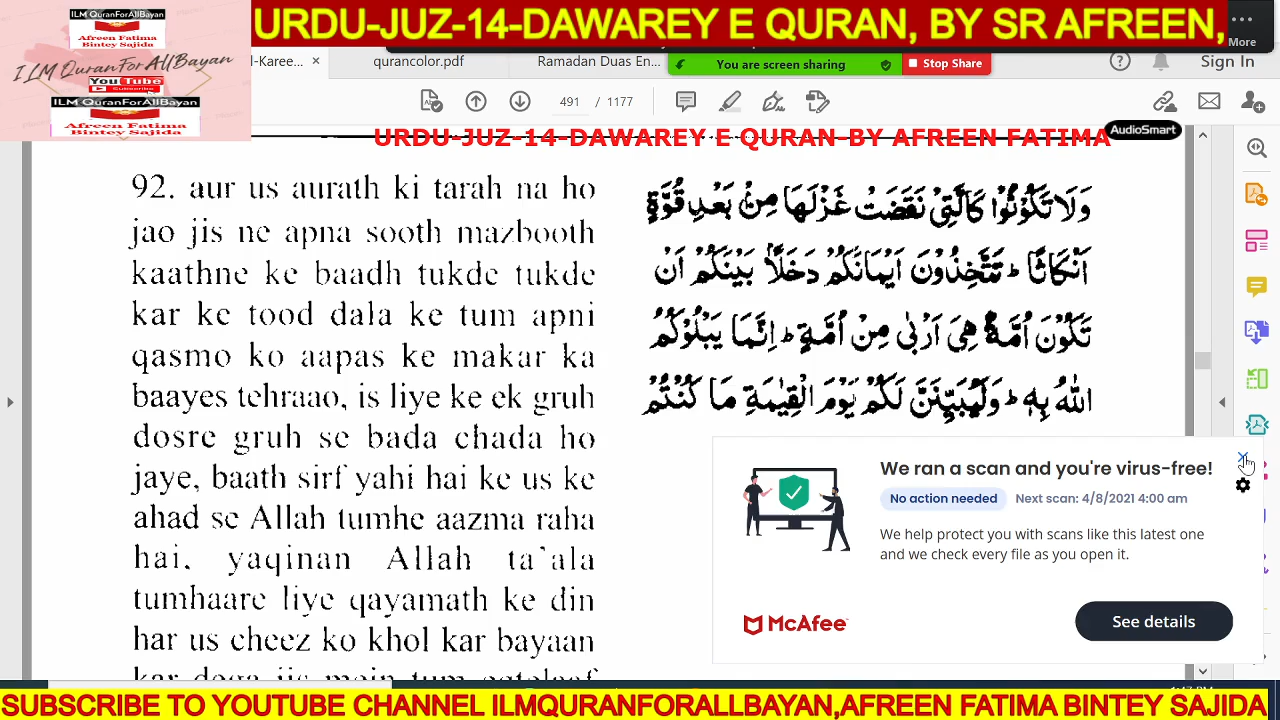 URDU-JUZ-14-DAWAREY E QURAN, BY SR AFREEN,
More
ILM QuranForAllBayan
Afreen Fatima
Bintey Sajida
ILM QuranForAllBayan
YouTube
Subscribe
ILM QuranForAllBayan
Afreen Fatima
Bintey Sajida
l-Karee... ×
qurancolor.pdf
Ramadan Duas En...
You are screen sharing
Stop Share
Sign In
491 / 1177
AudioSmart
URDU-JUZ-14-DAWAREY E QURAN-BY AFREEN FATIMA
92. aur us aurath ki tarah na ho
jao jis ne apna sooth mazbooth
kaathne ke baadh tukde tukde
kar ke tood dala ke tum apni
qasmo ko aapas ke makar ka
baayes tehraao, is liye ke ek gruh
dosre gruh se bada chada ho
jaye, baath sirf yahi hai ke us ke
ahad se Allah tumhe aazma raha
hai, yaqinan Allah ta`ala
tumhaare liye qayamath ke din
har us cheez ko khol kar bayaan
kar dega jis mein tum
وَلَا تَكُوْنُوْا كَالَّتِيْ نَقَضَتْ غَزْلَهَا مِنْۢ بَعْدِ قُوَّةٍ
اَنْكَاثًا ؕ تَتَّخِذُوْنَ اَيْمَانَكُمْ دَخَلًاۢ بَيْنَكُمْ اَنْ
تَكُوْنَ اُمَّةٌ هِيَ اَرْبٰى مِنْ اُمَّةٍ ؕ اِنَّمَا يَبْلُوْكُمُ
اللّٰهُ بِهٖ ؕ وَلَيُبَيِّنَنَّ لَكُمْ يَوْمَ الْقِيٰمَةِ مَا كُنْتُمْ
We ran a scan and you're virus-free!
No action needed Next scan: 4/8/2021 4:00 am
We help protect you with scans like this latest one
and we check every file as you open it.
McAfee
See details
SUBSCRIBE TO YOUTUBE CHANNEL ILMQURANFORALLBAYAN,AFREEN FATIMA BINTEY SAJIDA